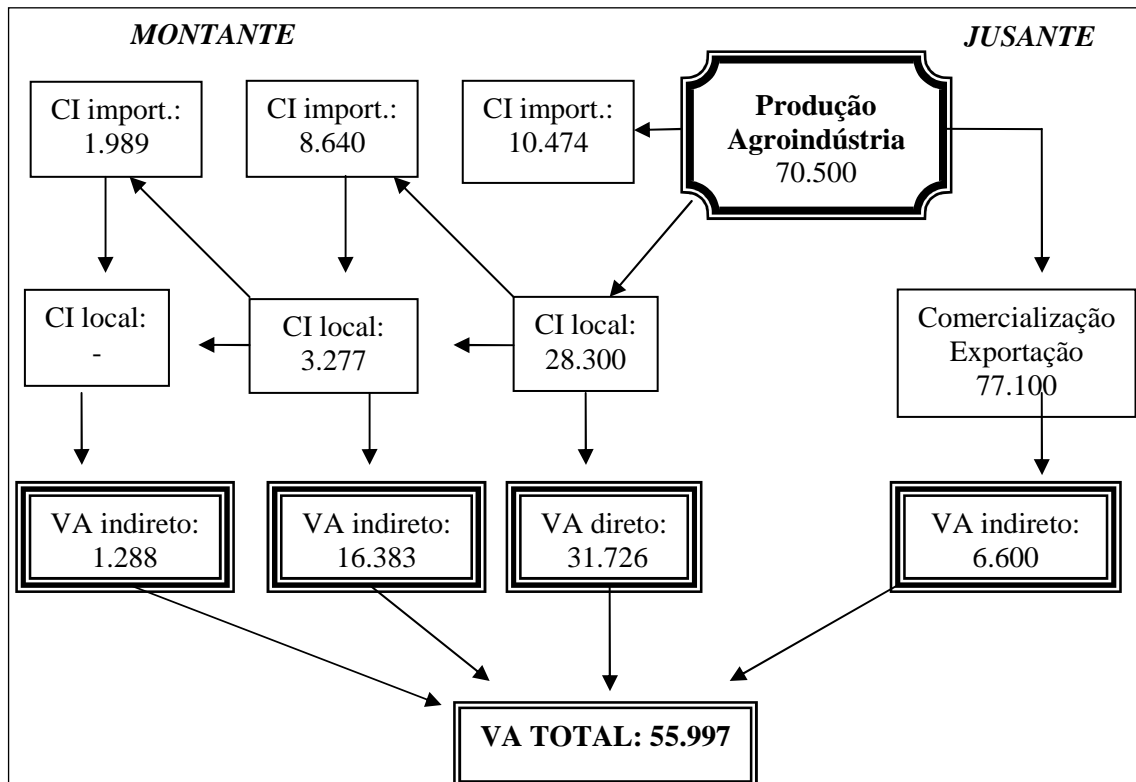 MONTANTE
JUSANTE
CI import.:
1.989
CI import.:
8.640
CI import.:
10.474
Produção
Agroindústria
70.500
CI local:
-
CI local:
3.277
CI local:
28.300
Comercialização
Exportação
77.100
VA indireto:
1.288
VA indireto:
16.383
VA direto:
31.726
VA indireto:
6.600
VA TOTAL: 55.997